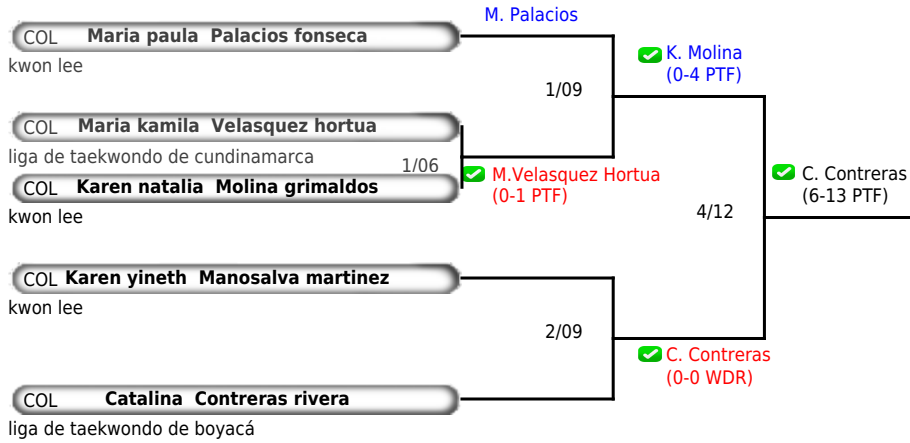 M. Palacios
COL Maria paula Palacios fonseca
kwon lee
K. Molina
(0-4 PTF)
1/09
COL Maria kamila Velasquez hortua
liga de taekwondo de cundinamarca
1/06
COL Karen natalia Molina grimaldos
kwon lee
M.Velasquez Hortua
(0-1 PTF)
C. Contreras
(6-13 PTF)
4/12
COL Karen yineth Manosalva martinez
kwon lee
2/09
C. Contreras
(0-0 WDR)
COL Catalina Contreras rivera
liga de taekwondo de boyacá